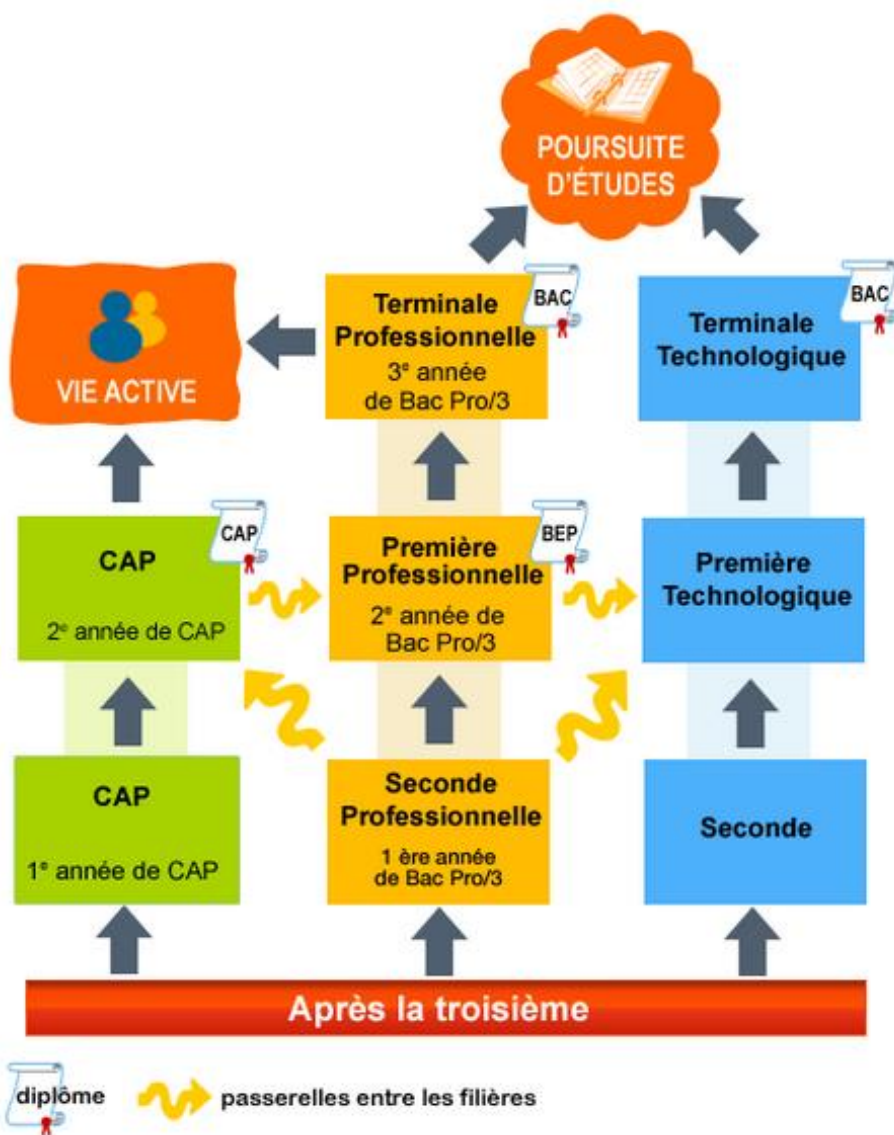 POURSUITE
D'ÉTUDES
VIE ACTIVE
Terminale
Professionnelle
3e année
de Bac Pro/3
BAC
Terminale
Technologique
BAC
CAP
2e année de CAP
CAP
Première
Professionnelle
2e année de
Bac Pro/3
BEP
Première
Technologique
CAP
1e année de CAP
Seconde
Professionnelle
1 ère année
de Bac Pro/3
Seconde
Après la troisième
diplôme
passerelles entre les filières